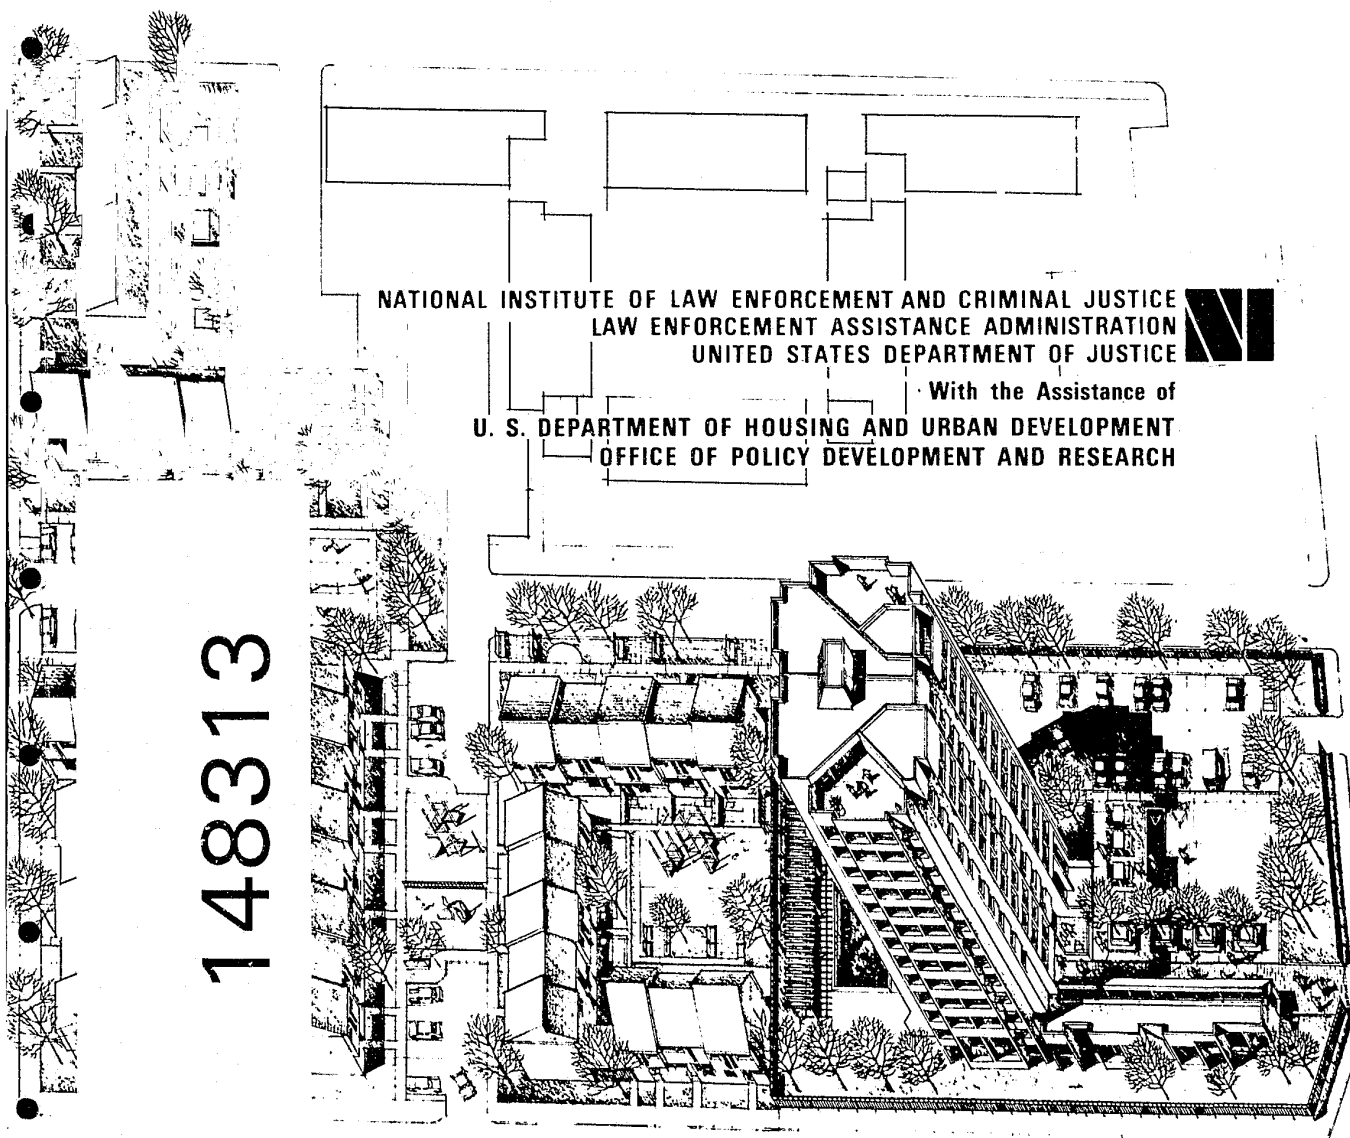 NATIONAL INSTITUTE OF LAW ENFORCEMENT AND CRIMINAL JUSTICE
LAW ENFORCEMENT ASSISTANCE ADMINISTRATION
UNITED STATES DEPARTMENT OF JUSTICE
With the Assistance of
U. S. DEPARTMENT OF HOUSING AND URBAN DEVELOPMENT
OFFICE OF POLICY DEVELOPMENT AND RESEARCH
148313